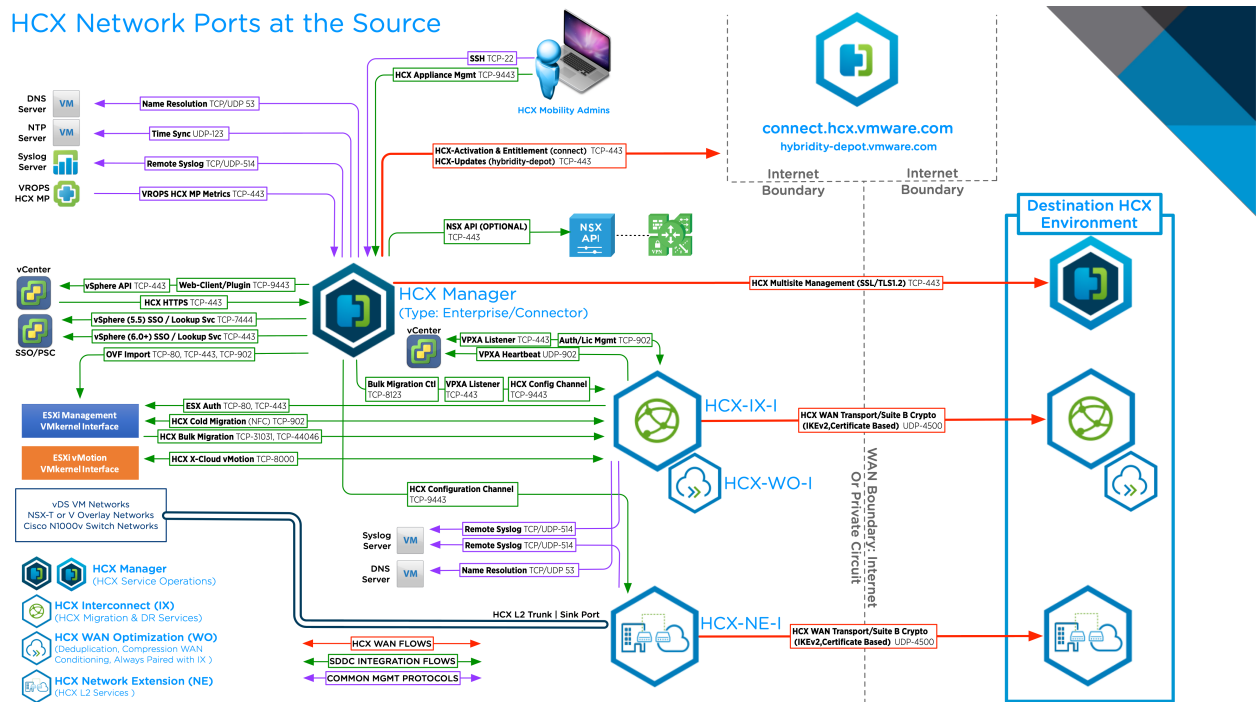 HCX Network Ports at the Source
SSH TCP-22
HCX Appliance Mgmt TCP-9443
HCX Mobility Admins
connect.hcx.vmware.com
hybridity-depot.vmware.com
Internet
Boundary
Internet
Boundary
DNS
Server
VM
Name Resolution TCP/UDP 53
NTP
Server
VM
Time Sync UDP-123
Syslog
Server
Remote Syslog TCP/UDP-514
VROPS
HCX MP
VROPS HCX MP Metrics TCP-443
HCX-Activation & Entitlement (connect) TCP-443
HCX-Updates (hybridity-depot) TCP-443
NSX API (OPTIONAL)
TCP-443
NSX
API
VPN
Destination HCX
Environment
vCenter
vSphere API TCP-443
Web-Client/Plugin TCP-9443
HCX HTTPS TCP-443
vSphere (5.5) SSO / Lookup Svc TCP-7444
vSphere (6.0+) SSO / Lookup Svc TCP-443
SSO/PSC
OVF Import TCP-80, TCP-443, TCP-902
HCX Manager
(Type: Enterprise/Connector)
HCX Multisite Management (SSL/TLS1.2) TCP-443
vCenter
VPXA Listener TCP-443
Auth/Lic Mgmt TCP-902
VPXA Heartbeat UDP-902
Bulk Migration Ctl
TCP-8123
VPXA Listener
TCP-443
HCX Config Channel
TCP-9443
ESXi Management
VMkernel Interface
ESX Auth TCP-80, TCP-443
HCX Cold Migration (NFC) TCP-902
HCX Bulk Migration TCP-31031, TCP-44046
ESXi vMotion
VMkernel Interface
HCX X-Cloud vMotion TCP-8000
HCX-IX-I
HCX WAN Transport/Suite B Crypto
(IKEv2,Certificate Based) UDP-4500
HCX-WO-I
WAN Boundary: Internet
Or Private Circuit
vDS VM Networks
NSX-T or V Overlay Networks
Cisco N1000v Switch Networks
HCX Configuration Channel
TCP-9443
Syslog
Server
VM
Remote Syslog TCP/UDP-514
Remote Syslog TCP/UDP-514
DNS
Server
VM
Name Resolution TCP/UDP 53
HCX L2 Trunk | Sink Port
HCX-NE-I
HCX WAN Transport/Suite B Crypto
(IKEv2,Certificate Based) UDP-4500
HCX Manager
(HCX Service Operations)
HCX Interconnect (IX)
(HCX Migration & DR Services)
HCX WAN Optimization (WO)
(Deduplication, Compression WAN
Conditioning, Always Paired with IX )
HCX Network Extension (NE)
(HCX L2 Services )
HCX WAN FLOWS
SDDC INTEGRATION FLOWS
COMMON MGMT PROTOCOLS